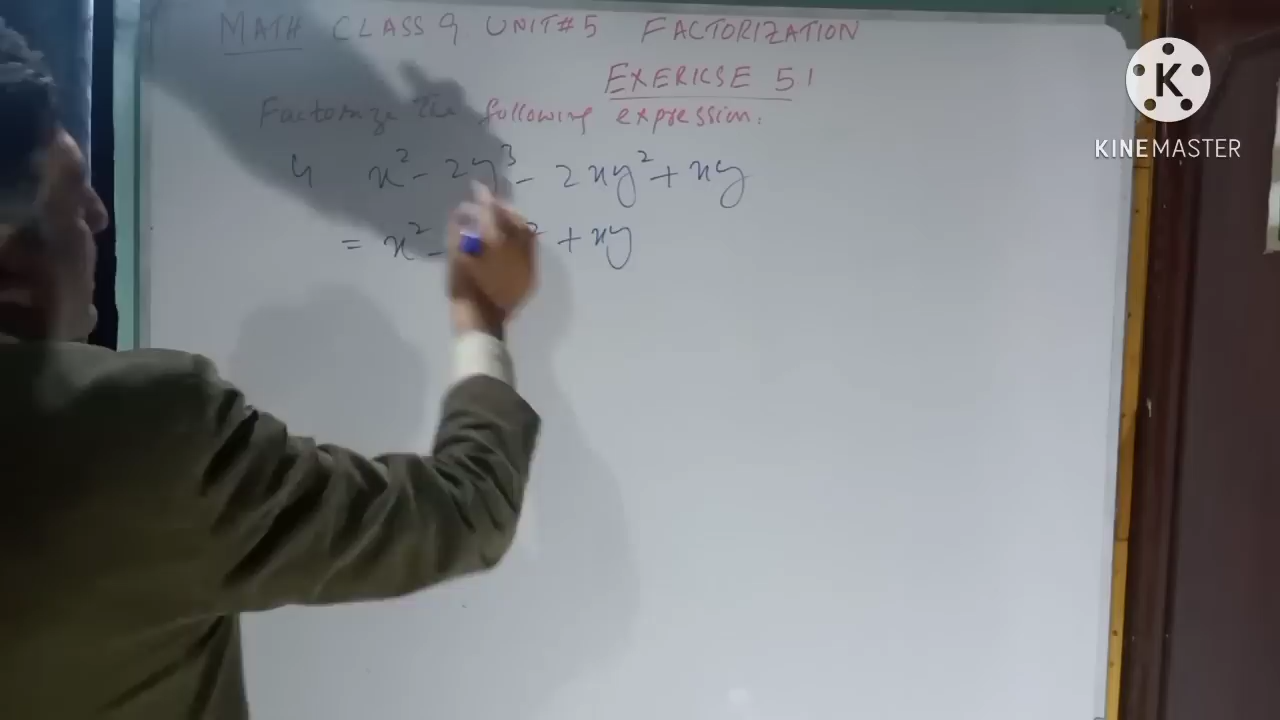 MATH CLASS 9 UNIT#5 FACTORIZATION
EXERICSE 5.1
Factorize the following expression.
4 x² - 2y³ - 2xy² + xy
= x² - ² + xy
K
KINEMASTER